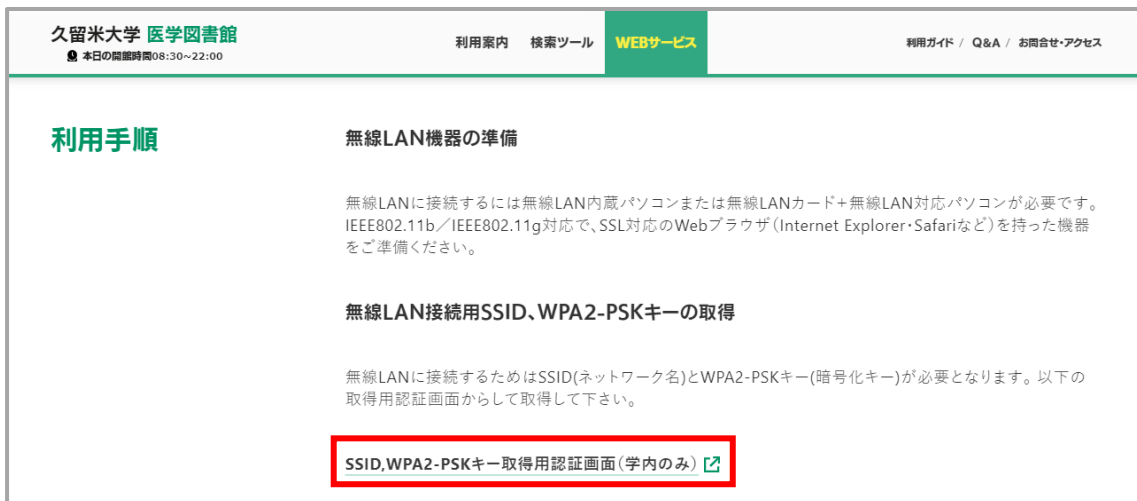 久留米大学 医学図書館
本日の開館時間08:30~22:00
利用案内 検索ツール WEBサービス
利用ガイド / Q&A / お問合せ・アクセス
利用手順
無線LAN機器の準備
無線LANに接続するには無線LAN内蔵パソコンまたは無線LANカード+無線LAN対応パソコンが必要です。
IEEE802.11b/IEEE802.11g対応で、SSL対応のWebブラウザ(Internet Explorer・Safariなど)を持った機器
をご準備ください。
無線LAN接続用SSID、WPA2-PSKキーの取得
無線LANに接続するためはSSID(ネットワーク名)とWPA2-PSKキー(暗号化キー)が必要となります。以下の
取得用認証画面からして取得して下さい。
SSID,WPA2-PSKキー取得用認証画面(学内のみ)